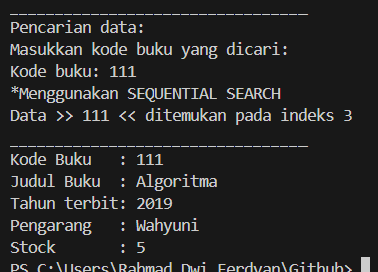 _________________________________
Pencarian data:
Masukkan kode buku yang dicari:
Kode buku: 111
*Menggunakan SEQUENTIAL SEARCH
Data >> 111 << ditemukan pada indeks 3
_________________________________
Kode Buku   : 111
Judul Buku  : Algoritma
Tahun terbit: 2019
Pengarang   : Wahyuni
Stock       : 5
PS C:\Users\Rahmad Dwi Ferdyan\Github>